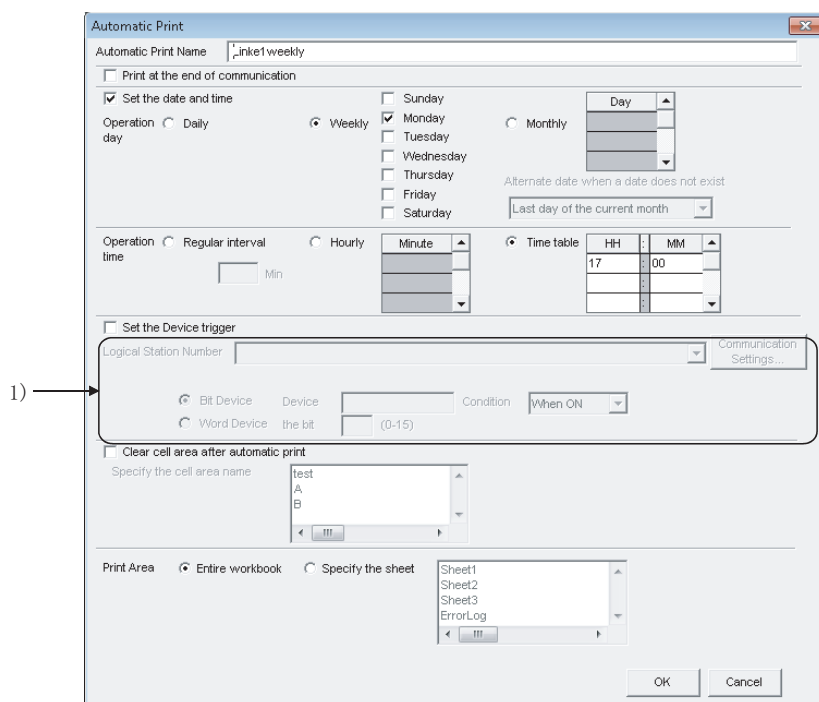 Automatic Print
Automatic Print Name Linke1weekly
Print at the end of communication
Set the date and time
Operation day
Daily
Weekly
Sunday
Monday
Tuesday
Wednesday
Thursday
Friday
Saturday
Monthly
Day
Alternate date when a date does not exist
Last day of the current month
Operation time
Regular interval
Min
Hourly
Minute
Time table
HH : MM
17 : 00
:
:
Set the Device trigger
1)
Logical Station Number
Communication Settings...
Bit Device Device Condition When ON
Word Device the bit (0-15)
Clear cell area after automatic print
Specify the cell area name
test
A
B
Print Area Entire workbook Specify the sheet
Sheet1
Sheet2
Sheet3
ErrorLog
OK Cancel